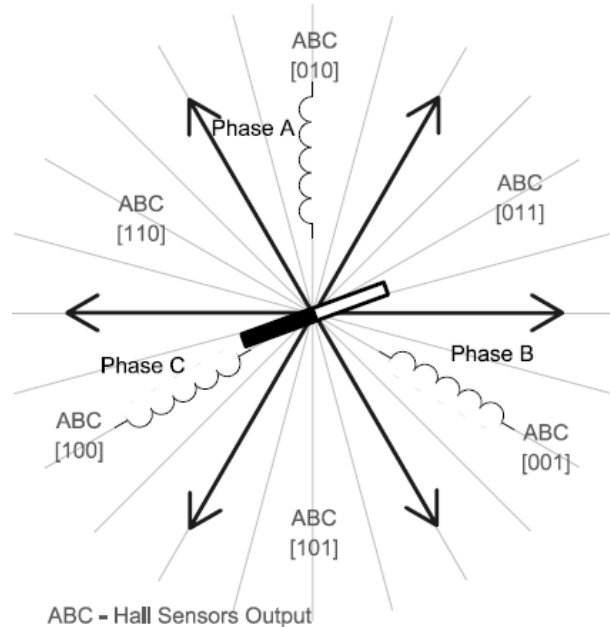 ABC
[010]
Phase A
ABC
[011]
ABC
[110]
Phase B
Phase C
ABC
[100]
ABC
[001]
ABC
[101]
ABC - Hall Sensors Output